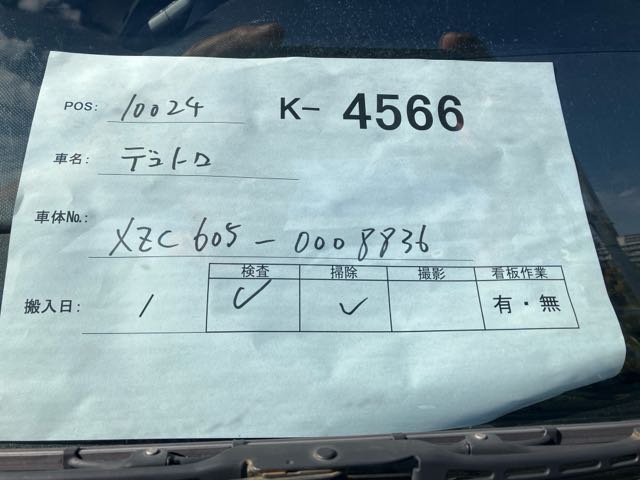 POS: 10024 K- 4566
車名: デュトロ
車体No.: XZC605-0008836
検査 掃除 撮影 看板作業
搬入日: / ✓ ✓ 有・無